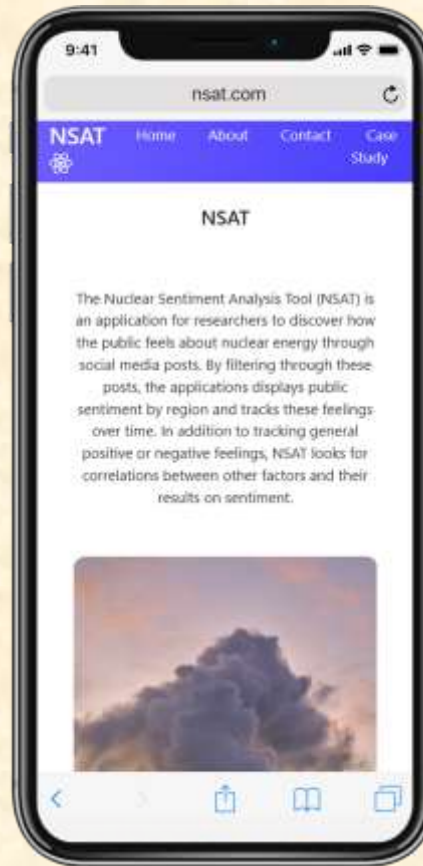 9:41
nsat.com
NSAT Home About Contact Case
Study
NSAT
The Nuclear Sentiment Analysis Tool (NSAT) is
an application for researchers to discover how
the public feels about nuclear energy through
social media posts. By filtering through these
posts, the applications displays public
sentiment by region and tracks these feelings
over time. In addition to tracking general
positive or negative feelings, NSAT looks for
correlations between other factors and their
results on sentiment.